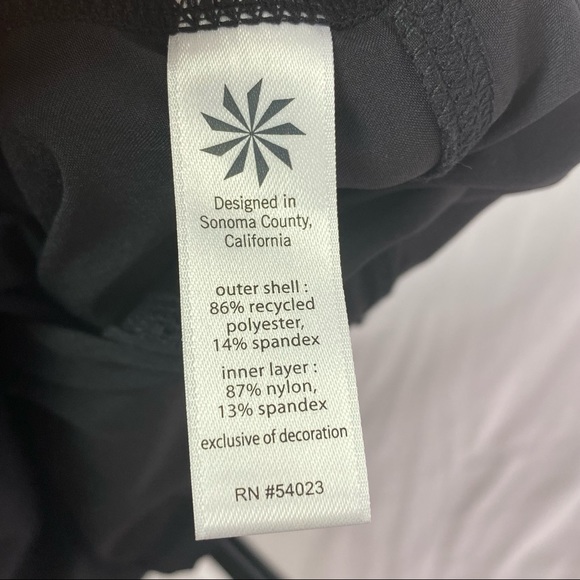 Designed in
Sonoma County,
California
outer shell :
86% recycled
polyester,
14% spandex
inner layer :
87% nylon,
13% spandex
exclusive of decoration
RN #54023